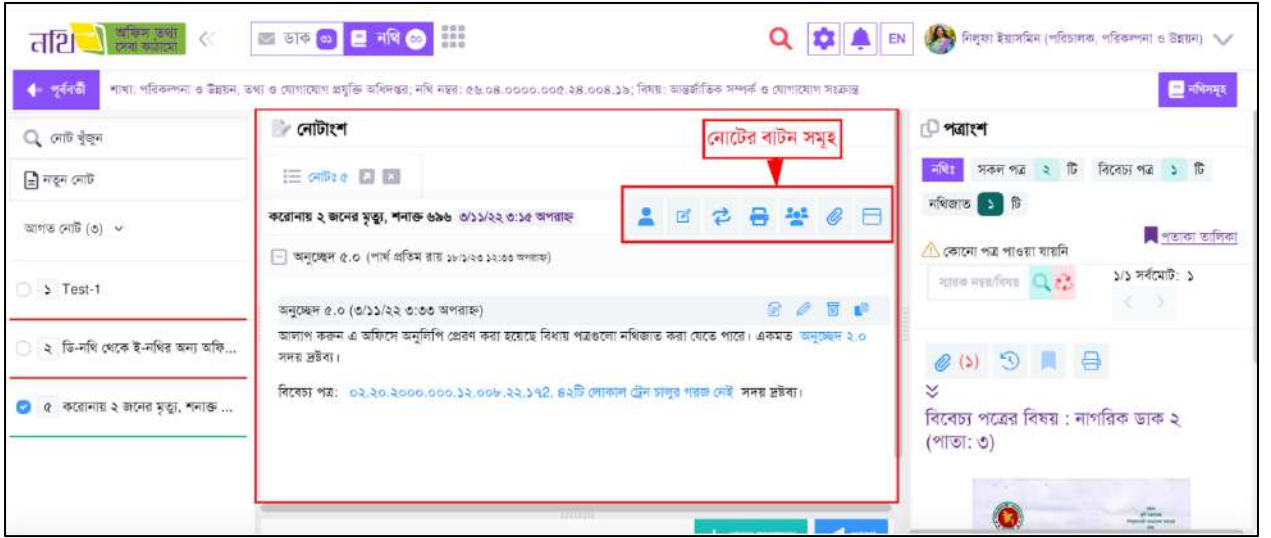 নথি অফিস তথ্য
সেবা কাঠামো
ডাক ৩১ নথি ৩০
EN নিলুফা ইয়াসমিন (পরিচালক, পরিকল্পনা ও উন্নয়ন)
পূর্ববর্তী শাখা: পরিকল্পনা ও উন্নয়ন, তথ্য ও যোগাযোগ প্রযুক্তি অধিদপ্তর; নথি নম্বর: ৫৬.০৪.০০০০.০০৫.২৪.০০৪.১৯; বিষয়: আন্তর্জাতিক সম্পর্ক ও যোগাযোগ সংক্রান্ত নথিসমূহ
নোট খুঁজুন
নতুন নোট
আগত নোট (৩)
১ Test-1
২ ডি-নথি থেকে ই-নথির অন্য অফি...
৫ করোনায় ২ জনের মৃত্যু, শনাক্ত ...
নোটাংশ
নোটের বাটন সমূহ
নোটঃ ৫
করোনায় ২ জনের মৃত্যু, শনাক্ত ৬৯৬ ৩/১১/২২ ৩:১৫ অপরাহ্ন
অনুচ্ছেদ ৫.০ (পার্থ প্রতিম রায় ১৮/১/২৩ ১২:৩৩ অপরাহ্ন)
অনুচ্ছেদ ৫.০ (৩/১১/২২ ৩:৩৩ অপরাহ্ন)
আলাপ করুন এ অফিসে অনুলিপি প্রেরণ করা হয়েছে বিধায় পত্রগুলো নথিজাত করা যেতে পারে। একমত অনুচ্ছেদ ২.০
সদয় দ্রষ্টব্য।
বিবেচ্য পত্র: ০২.২০.২০০০.০০০.১২.০০৮.২২.১৭2, ৪২টি লোকাল ট্রেন চালুর গরজ নেই সদয় দ্রষ্টব্য।
পত্রাংশ
নথিঃ সকল পত্র ২ টি বিবেচ্য পত্র ১ টি
নথিজাত ১ টি
পতাকা তালিকা
কোনো পত্র পাওয়া যায়নি
স্মারক নম্বর/বিষয় ১/১ সর্বমোট: ১
(১)
বিবেচ্য পত্রের বিষয় : নাগরিক ডাক ২
(পাতা: ৩)